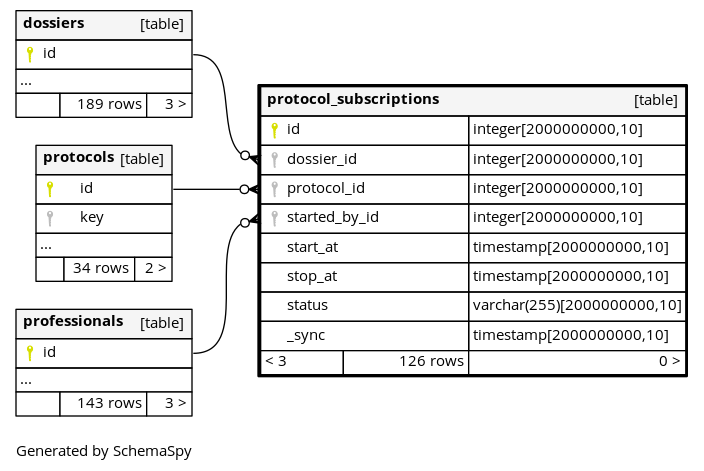 dossiers [table]
id
...
189 rows 3 >
protocols [table]
id
key
...
34 rows 2 >
professionals [table]
id
...
143 rows 3 >
protocol_subscriptions [table]
id integer[2000000000,10]
dossier_id integer[2000000000,10]
protocol_id integer[2000000000,10]
started_by_id integer[2000000000,10]
start_at timestamp[2000000000,10]
stop_at timestamp[2000000000,10]
status varchar(255)[2000000000,10]
_sync timestamp[2000000000,10]
< 3 126 rows 0 >
Generated by SchemaSpy